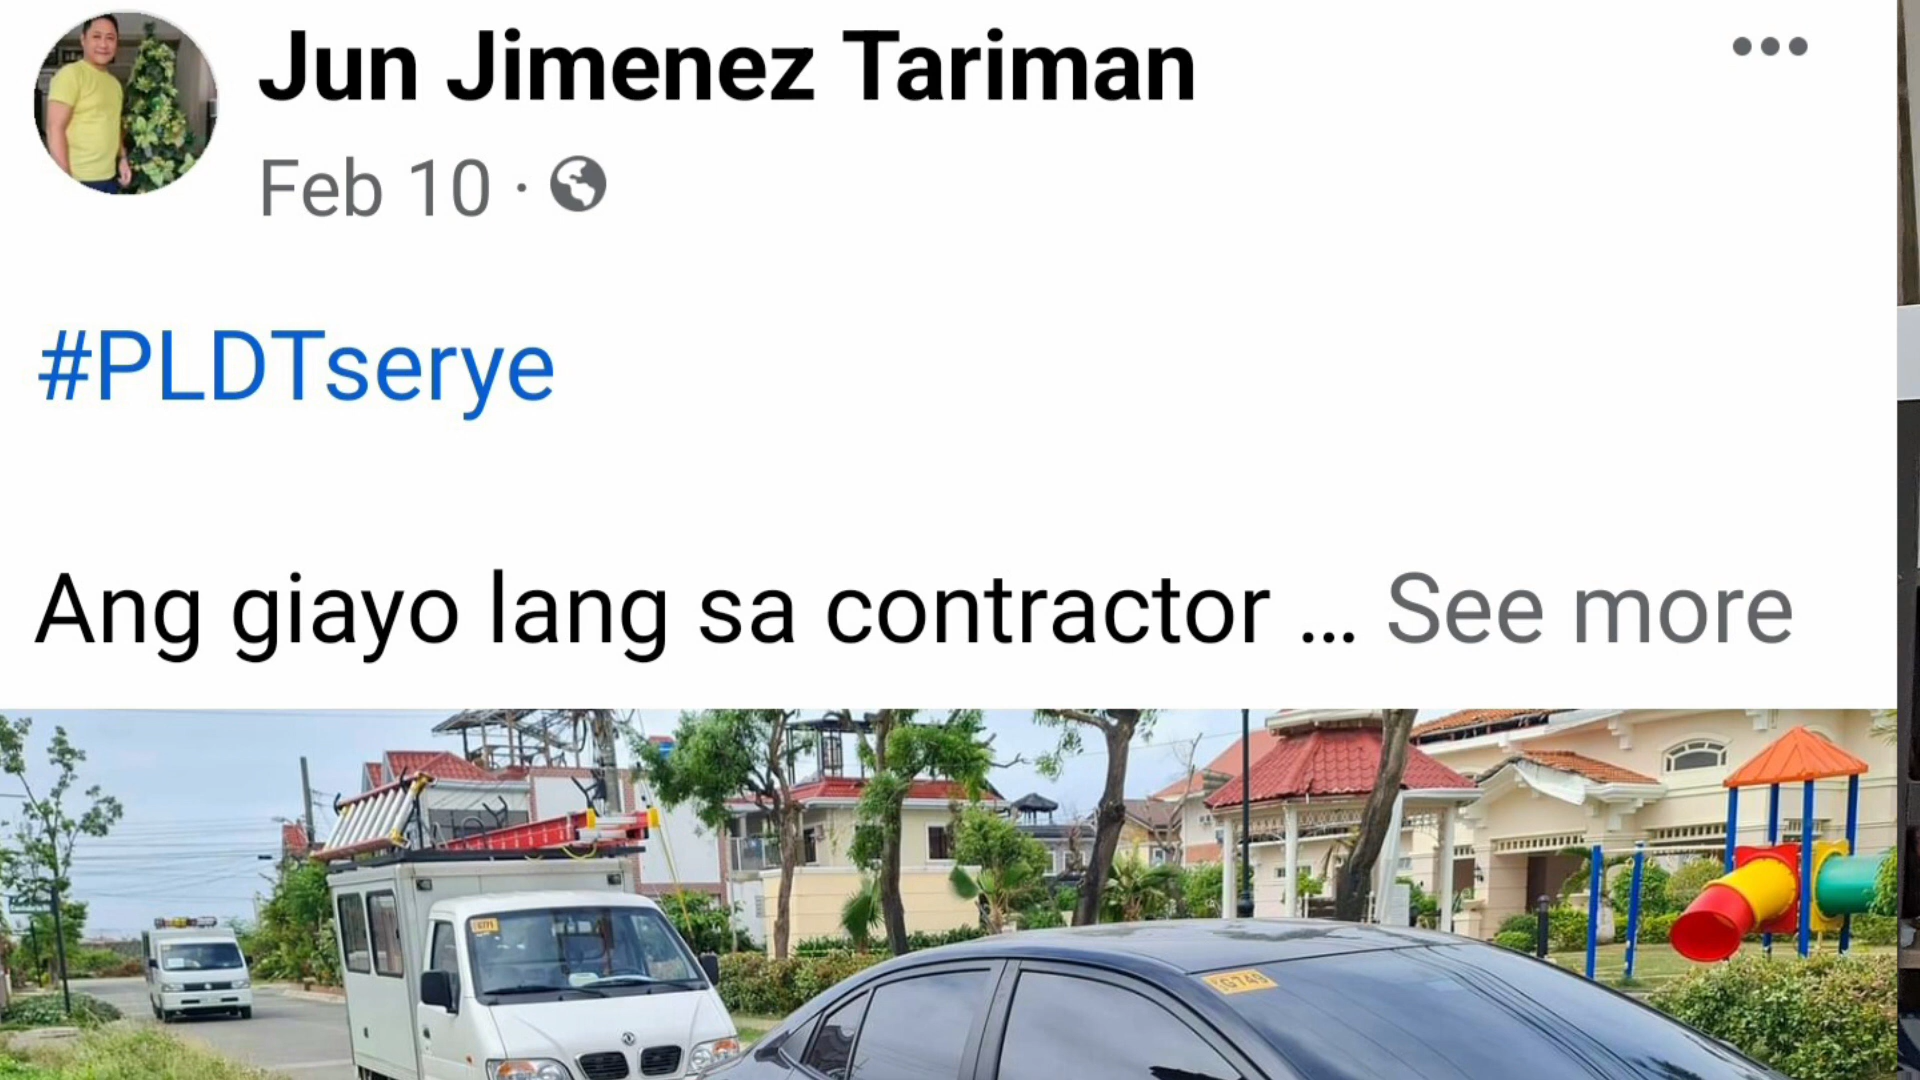 Jun Jimenez Tariman
Feb 10 ·
#PLDTserye
Ang giayo lang sa contractor ... See more